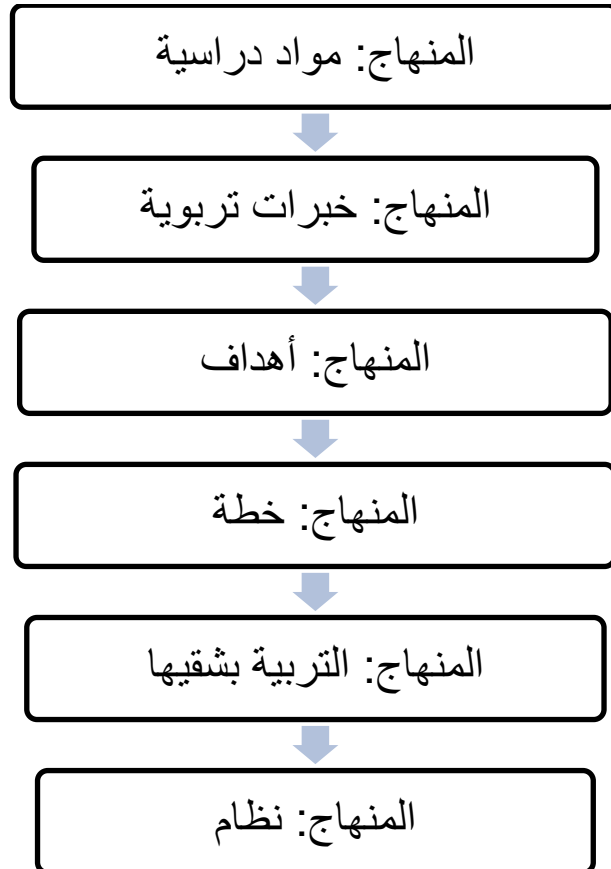 المنهاج: مواد دراسية
المنهاج: خبرات تربوية
المنهاج: أهداف
المنهاج: خطة
المنهاج: التربية بشقيها
المنهاج: نظام